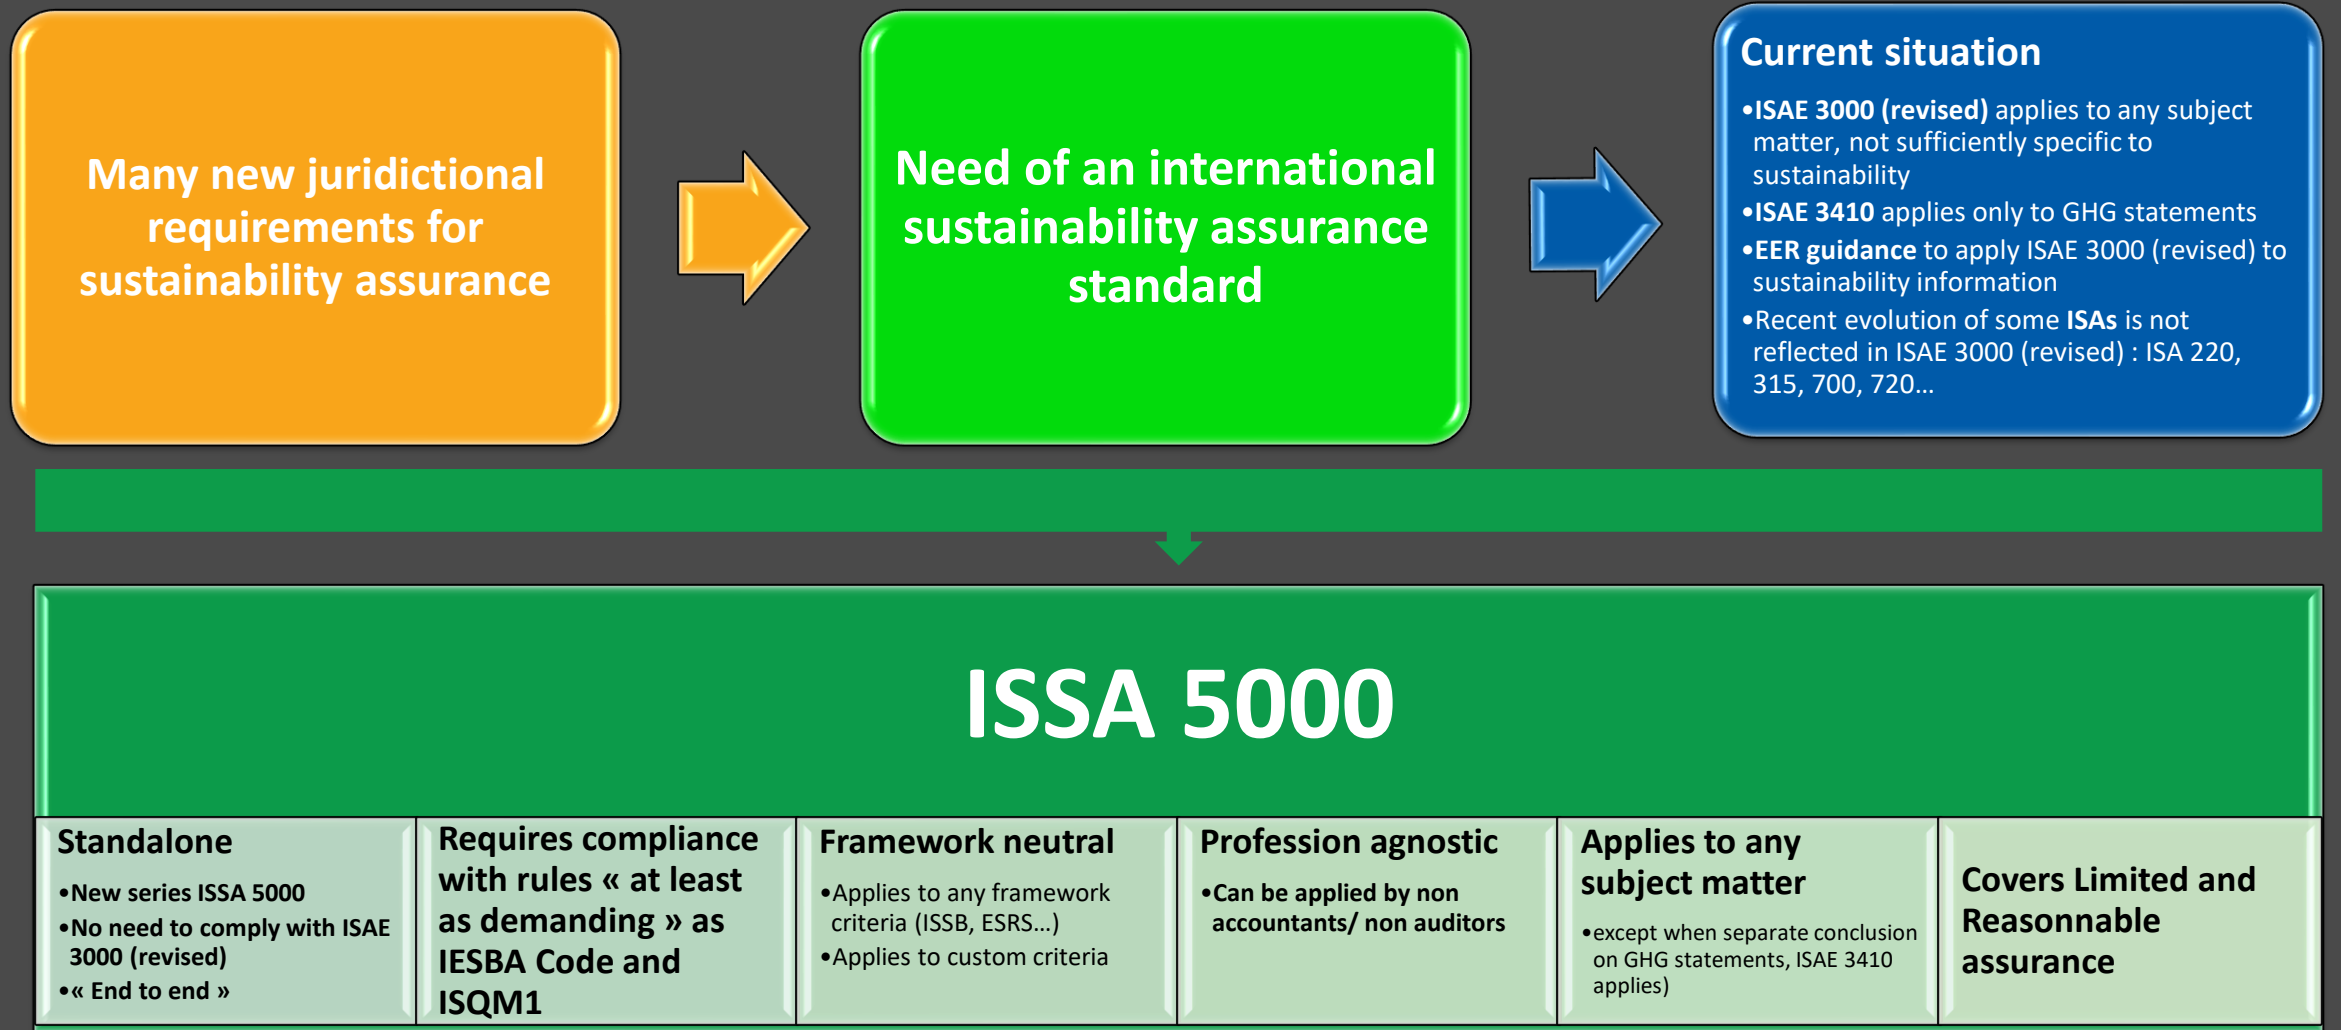 Many new juridictional
requirements for
sustainability assurance
Need of an international
sustainability assurance
standard
Current situation
•ISAE 3000 (revised) applies to any subject
matter, not sufficiently specific to
sustainability
•ISAE 3410 applies only to GHG statements
•EER guidance to apply ISAE 3000 (revised) to
sustainability information
•Recent evolution of some ISAs is not
reflected in ISAE 3000 (revised) : ISA 220,
315, 700, 720…
ISSA 5000
Standalone
•New series ISSA 5000
•No need to comply with ISAE
3000 (revised)
•« End to end »
Requires compliance
with rules « at least
as demanding » as
IESBA Code and
ISQM1
Framework neutral
•Applies to any framework
criteria (ISSB, ESRS…)
•Applies to custom criteria
Profession agnostic
•Can be applied by non
accountants/ non auditors
Applies to any
subject matter
•except when separate conclusion
on GHG statements, ISAE 3410
applies)
Covers Limited and
Reasonnable
assurance